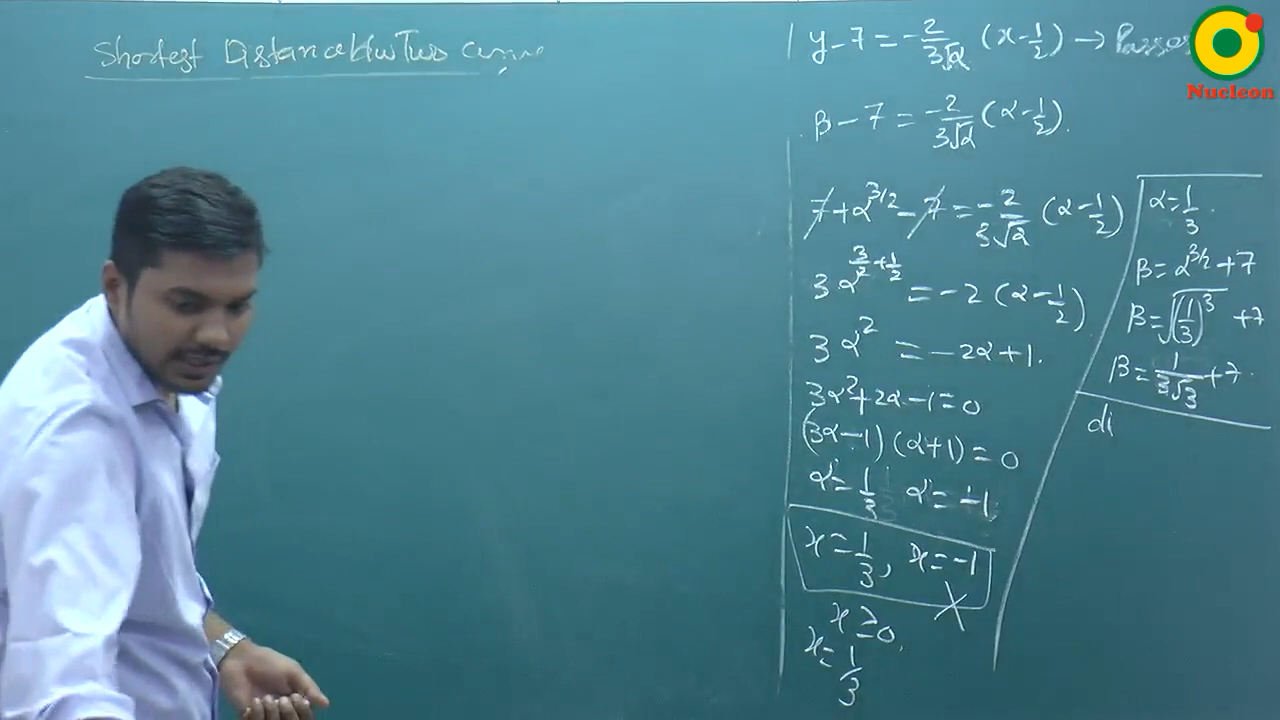 Shortest Distance b/w Two curve
y-7 = -2/3√α (x-1/2) → Passes
Nucleon
β-7 = -2/3√α (α-1/2).
7+α^3/2-7 = -2/3√α (α-1/2)
3α^3/2+1/2 = -2(α-1/2)
3α² = -2α+1.
3α²+2α-1=0
(3α-1)(α+1)=0
α=1/3 α=-1
x=1/3, x=-1
X
x≥0,
x=1/3
α=1/3.
β=α^3/2+7
β=√(1/3)³ +7
β=1/3√3+7.
di